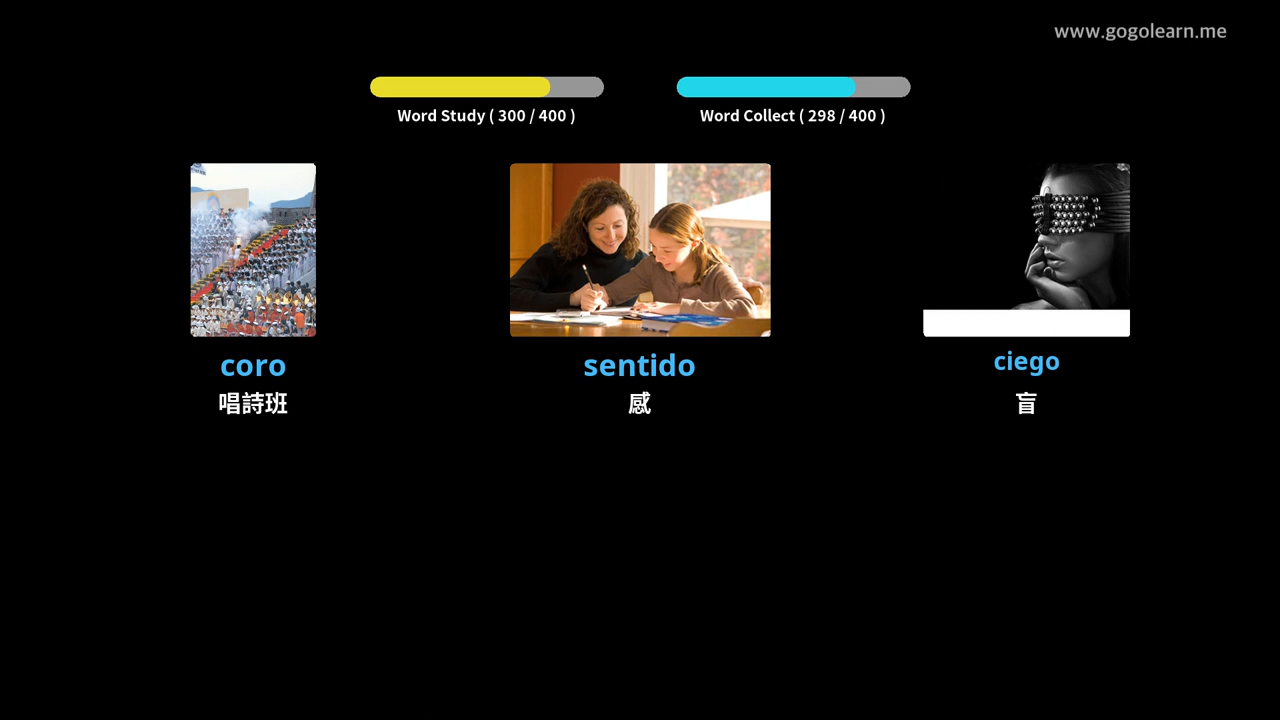 www.gogolearn.me
Word Study ( 300 / 400 )
Word Collect ( 298 / 400 )
coro
sentido
ciego
唱詩班
感
盲